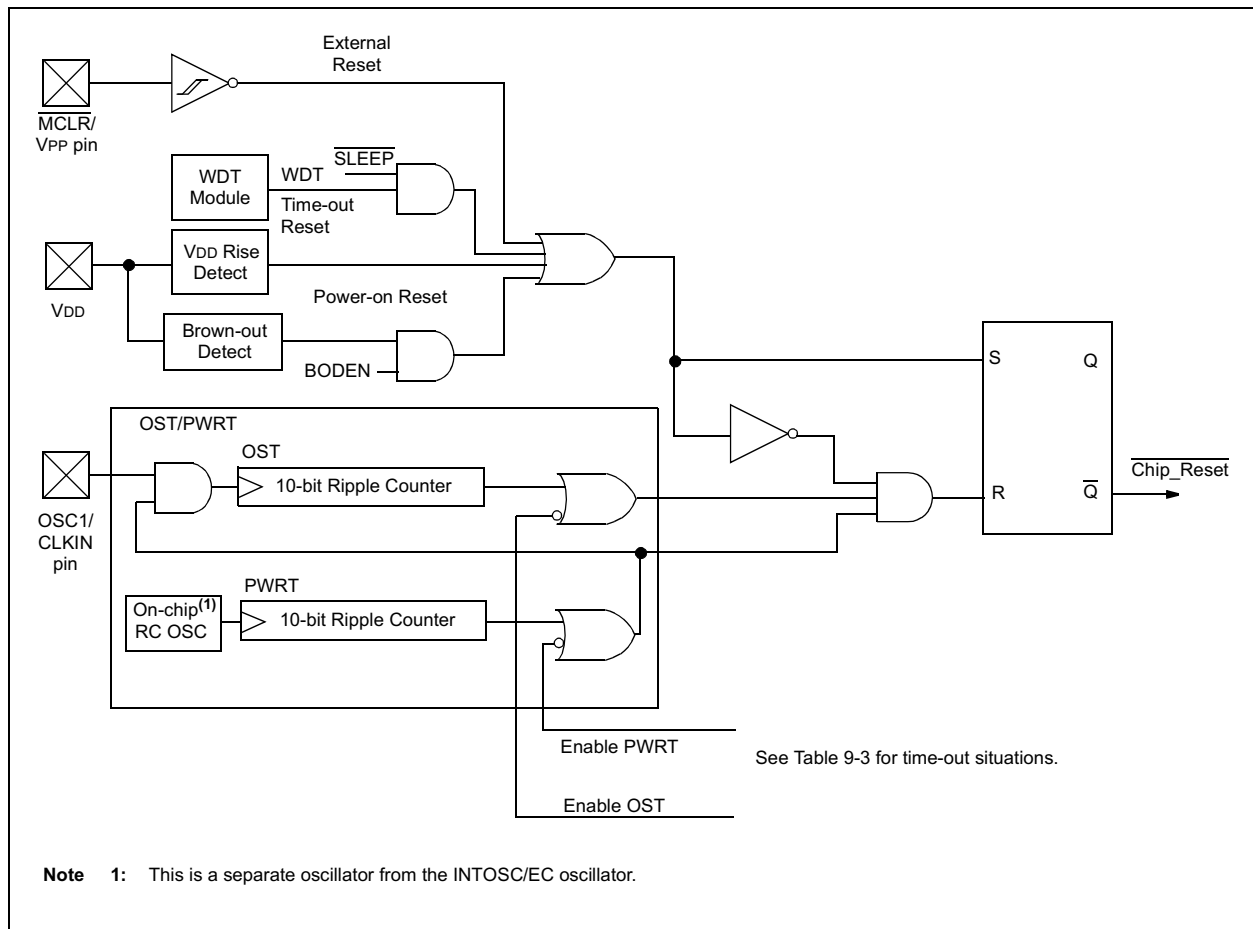 External
Reset
MCLR/
VPP pin
SLEEP
WDT
Module
WDT
Time-out
Reset
VDD Rise
Detect
VDD
Power-on Reset
Brown-out
Detect
BODEN
S
Q
OST/PWRT
OST
10-bit Ripple Counter
Chip_Reset
R
Q
OSC1/
CLKIN
pin
PWRT
On-chip(1)
RC OSC
10-bit Ripple Counter
Enable PWRT
See Table 9-3 for time-out situations.
Enable OST
Note 1: This is a separate oscillator from the INTOSC/EC oscillator.